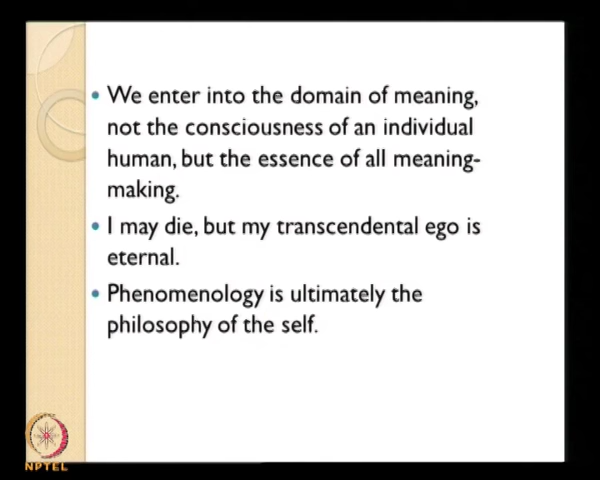 We enter into the domain of meaning,
not the consciousness of an individual
human, but the essence of all meaning-
making.
I may die, but my transcendental ego is
eternal.
Phenomenology is ultimately the
philosophy of the self.
NPTEL